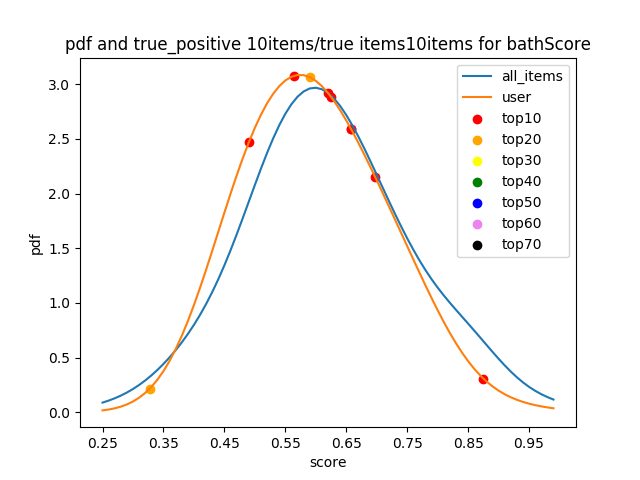 pdf and true_positive 10items/true items10items for bathScore
all_items
user
top10
top20
top30
top40
top50
top60
top70
pdf
3.0
2.5
2.0
1.5
1.0
0.5
0.0
0.25 0.35 0.45 0.55 0.65 0.75 0.85 0.95
score